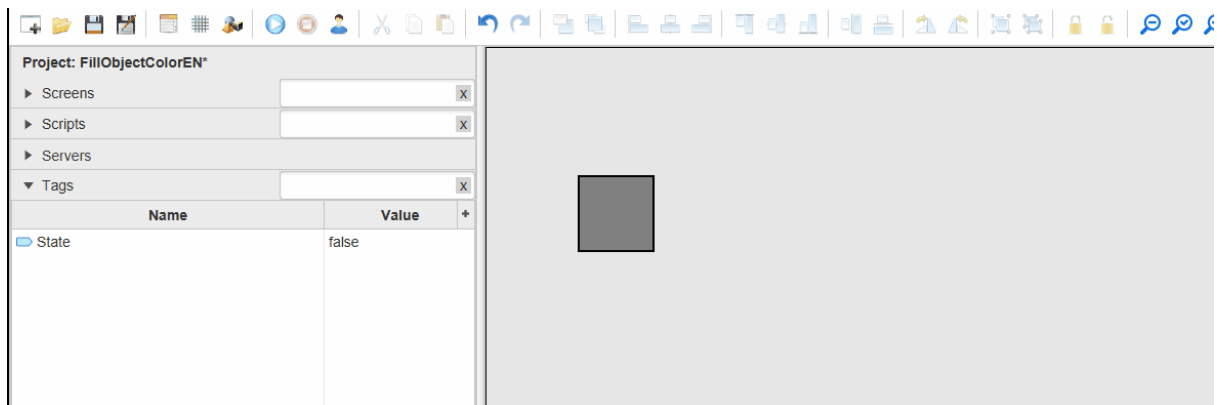 Project: FillObjectColorEN*
Screens x
Scripts x
Servers
Tags x
Name Value +
State false